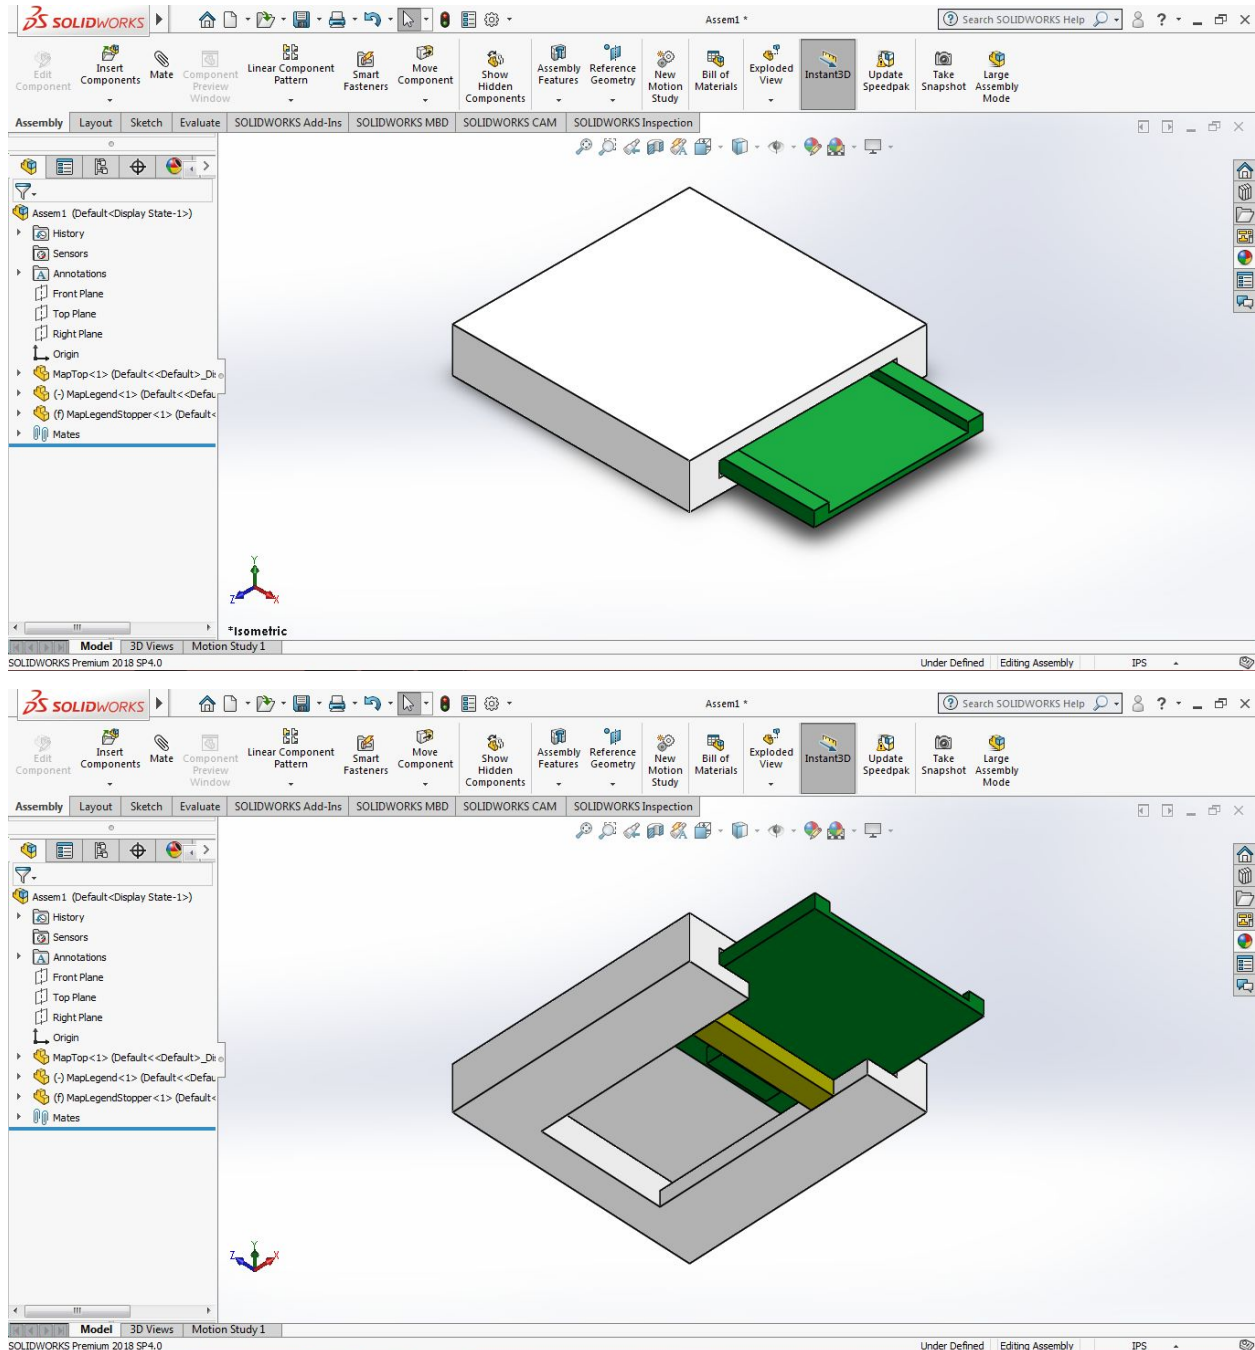 SOLIDWORKS
Assem1 *
Search SOLIDWORKS Help
?
Edit Component
Insert Components
Mate
Component Preview Window
Linear Component Pattern
Smart Fasteners
Move Component
Show Hidden Components
Assembly Features
Reference Geometry
New Motion Study
Bill of Materials
Exploded View
Instant3D
Update Speedpak
Take Snapshot
Large Assembly Mode
Assembly Layout Sketch Evaluate SOLIDWORKS Add-Ins SOLIDWORKS MBD SOLIDWORKS CAM SOLIDWORKS Inspection
Assem1 (Default<Display State-1>)
History
Sensors
Annotations
Front Plane
Top Plane
Right Plane
Origin
MapTop<1> (Default<<Default>_Di
(-) MapLegend<1> (Default<<Defau
(f) MapLegendStopper<1> (Default<
Mates
Y
Z
X
*Isometric
Model 3D Views Motion Study 1
SOLIDWORKS Premium 2018 SP4.0
Under Defined Editing Assembly IPS
SOLIDWORKS
Assem1 *
Search SOLIDWORKS Help
?
Edit Component
Insert Components
Mate
Component Preview Window
Linear Component Pattern
Smart Fasteners
Move Component
Show Hidden Components
Assembly Features
Reference Geometry
New Motion Study
Bill of Materials
Exploded View
Instant3D
Update Speedpak
Take Snapshot
Large Assembly Mode
Assembly Layout Sketch Evaluate SOLIDWORKS Add-Ins SOLIDWORKS MBD SOLIDWORKS CAM SOLIDWORKS Inspection
Assem1 (Default<Display State-1>)
History
Sensors
Annotations
Front Plane
Top Plane
Right Plane
Origin
MapTop<1> (Default<<Default>_Di
(-) MapLegend<1> (Default<<Defau
(f) MapLegendStopper<1> (Default<
Mates
Y
Z
X
Model 3D Views Motion Study 1
SOLIDWORKS Premium 2018 SP4.0
Under Defined Editing Assembly IPS